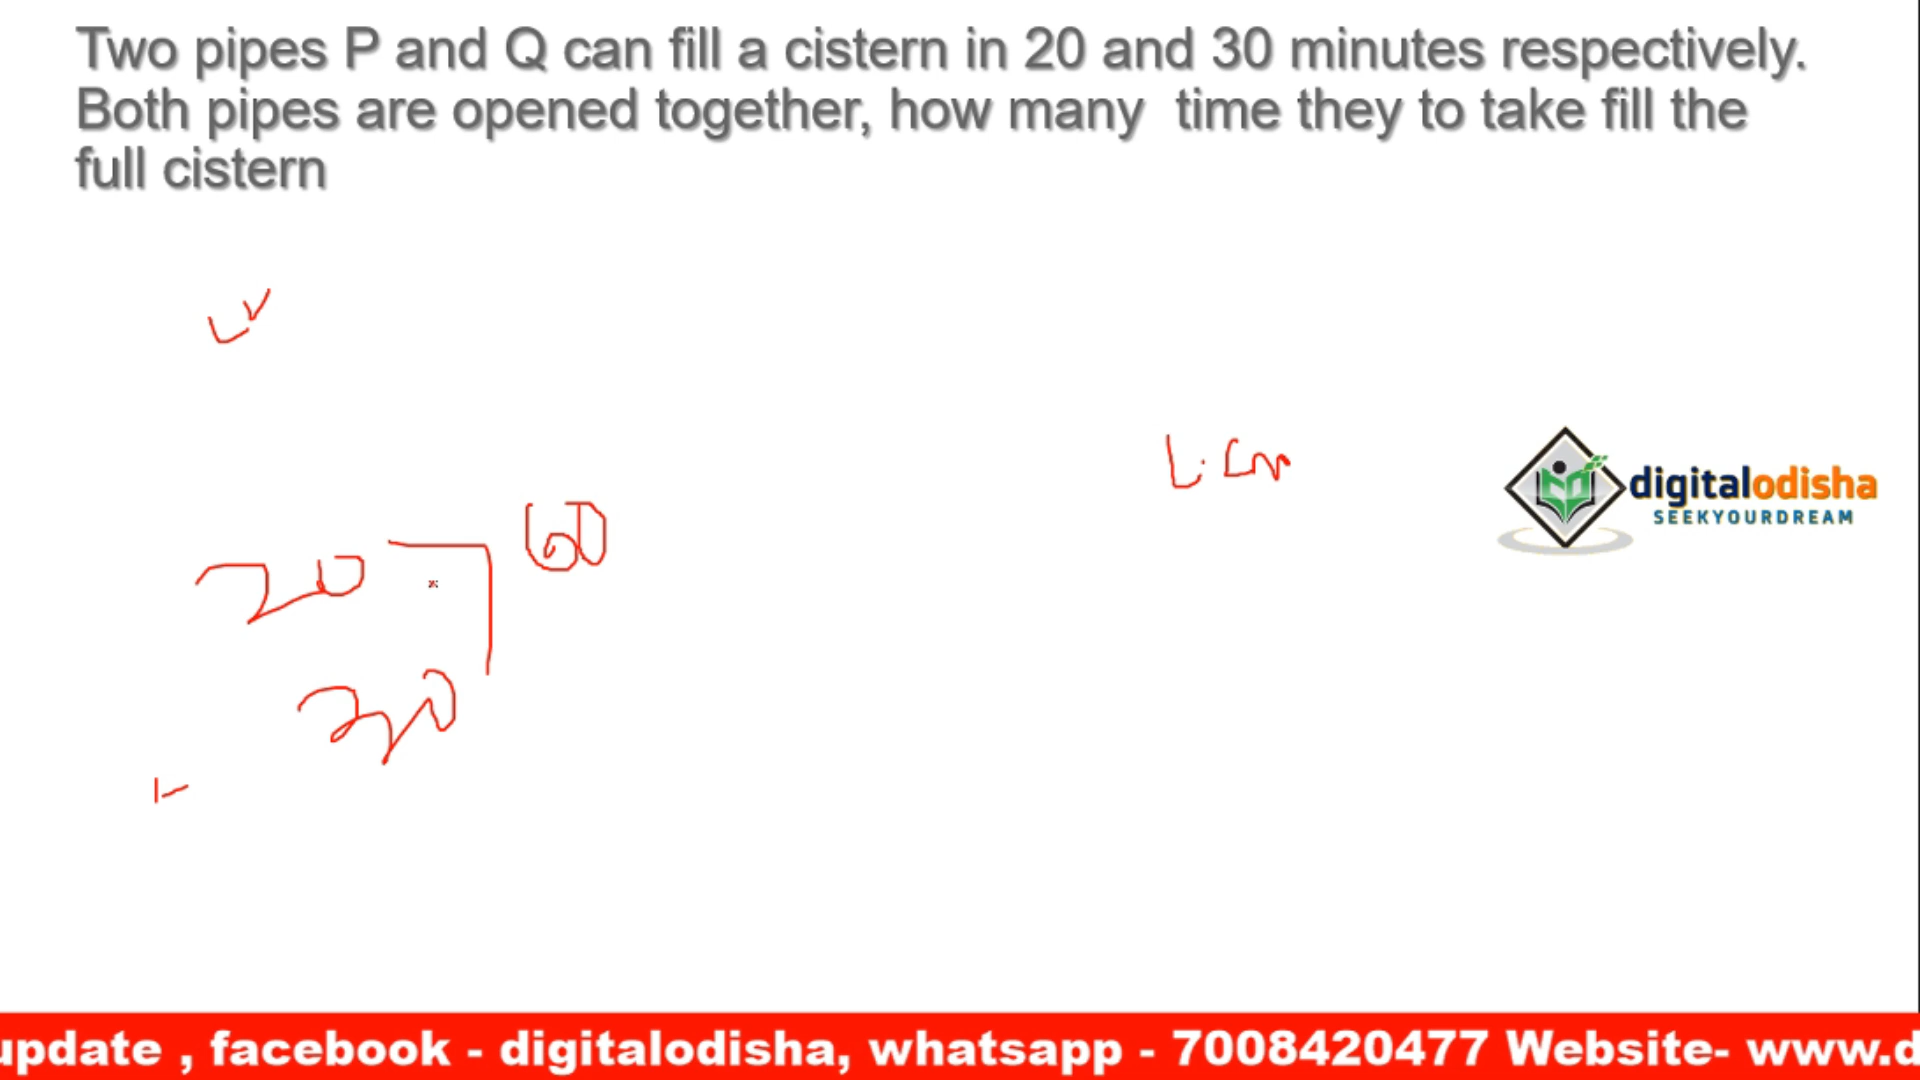 Two pipes P and Q can fill a cistern in 20 and 30 minutes respectively.
Both pipes are opened together, how many time they to take fill the
full cistern
L.Cm
digitalodisha
SEEKYOURDREAM
60
20
30
update , facebook - digitalodisha, whatsapp - 7008420477 Website- www.d